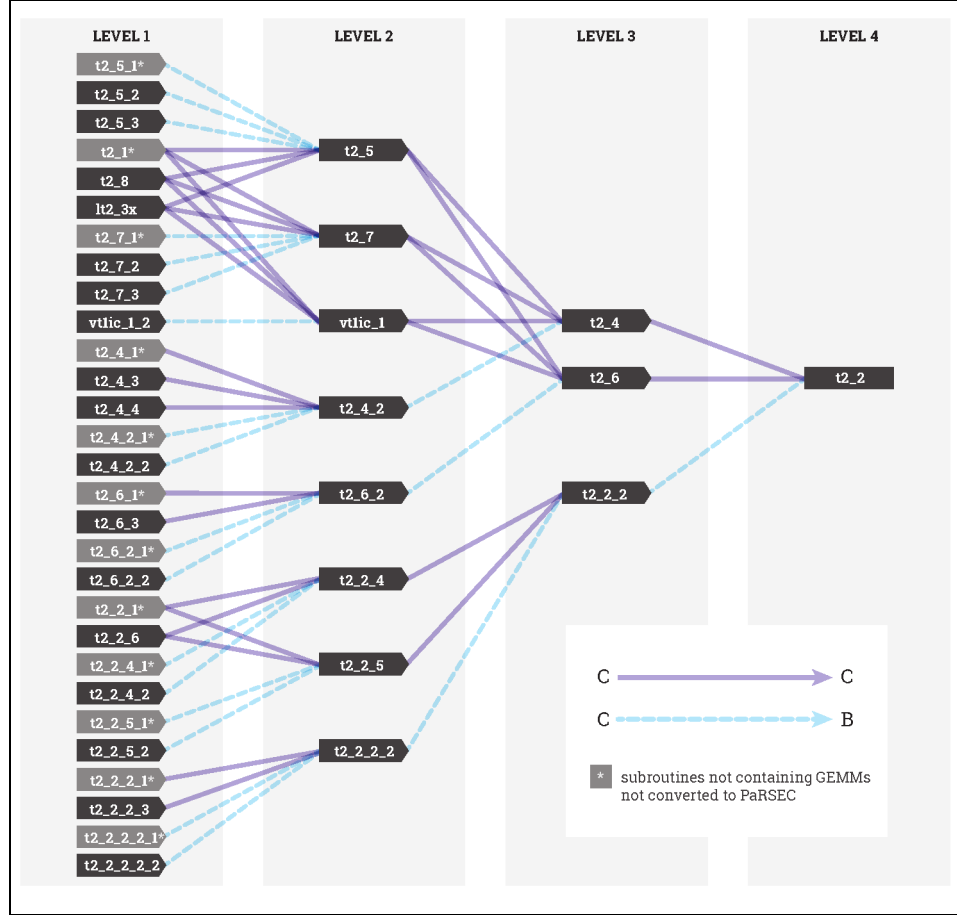 LEVEL 1
LEVEL 2
LEVEL 3
LEVEL 4
t2_5_1*
t2_5_2
t2_5_3
t2_1*
t2_8
lt2_3x
t2_7_1*
t2_7_2
t2_7_3
vt1ic_1_2
t2_4_1*
t2_4_3
t2_4_4
t2_4_2_1*
t2_4_2_2
t2_6_1*
t2_6_3
t2_6_2_1*
t2_6_2_2
t2_2_1*
t2_2_6
t2_2_4_1*
t2_2_4_2
t2_2_5_1*
t2_2_5_2
t2_2_2_1*
t2_2_2_3
t2_2_2_2_1*
t2_2_2_2_2
t2_5
t2_7
vt1ic_1
t2_4_2
t2_6_2
t2_2_4
t2_2_5
t2_2_2_2
t2_4
t2_6
t2_2_2
t2_2
C C
C B
* subroutines not containing GEMMs
not converted to PaRSEC